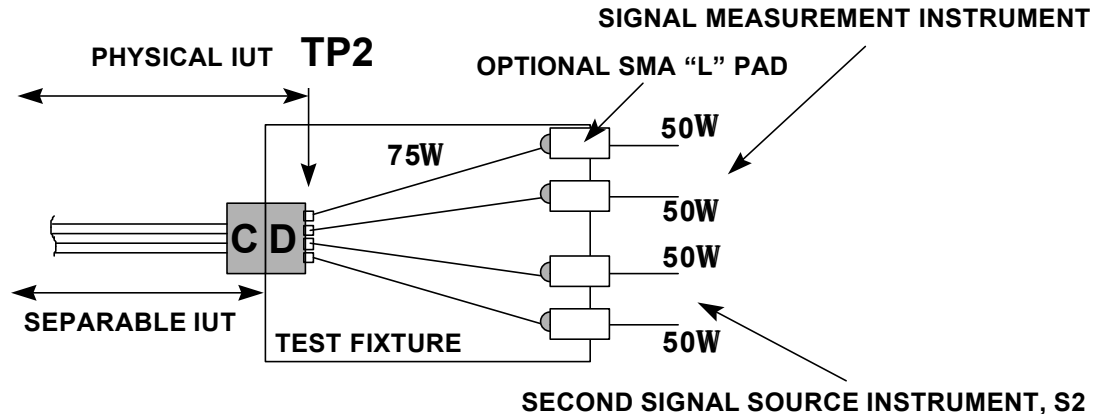 SIGNAL MEASUREMENT INSTRUMENT
PHYSICAL IUT TP2
OPTIONAL SMA “L” PAD
75W
50W
50W
C D
50W
SEPARABLE IUT
TEST FIXTURE
50W
SECOND SIGNAL SOURCE INSTRUMENT, S2